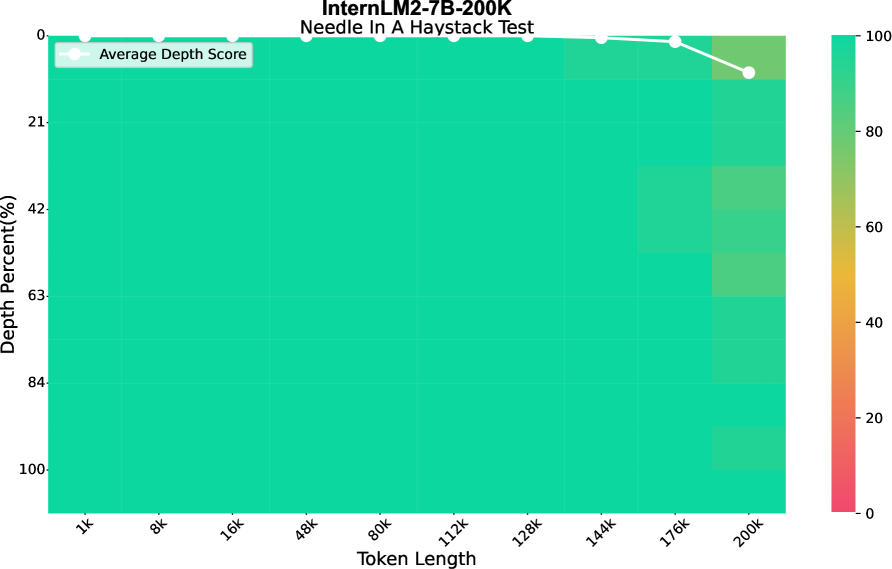 InternLM2-7B-200K
Needle In A Haystack Test
Average Depth Score
Depth Percent(%)
0
21
42
63
84
100
1k
8k
16k
48k
80k
112k
128k
144k
176k
200k
Token Length
100
80
60
40
20
0